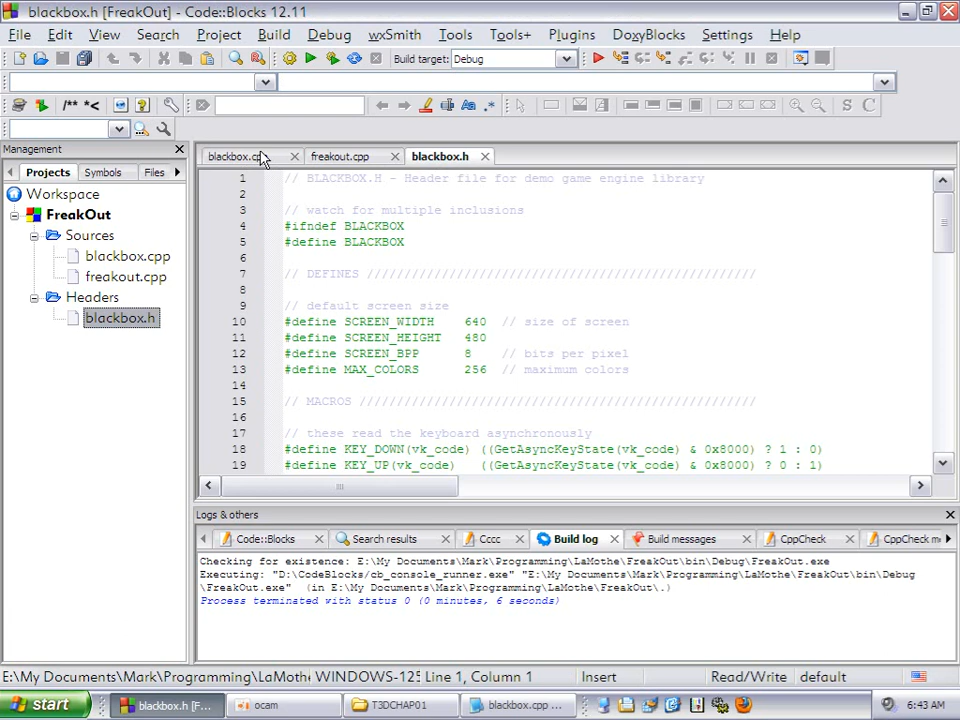 blackbox.h [FreakOut] - Code::Blocks 12.11
File Edit View Search Project Build Debug wxSmith Tools Tools+ Plugins DoxyBlocks Settings Help
Build target: Debug
/** *<
.*
S C
Management
Projects Symbols Files
Workspace
FreakOut
Sources
blackbox.cpp
freakout.cpp
Headers
blackbox.h
freakout.cpp blackbox.h
1 // BLACKBOX.H - Header file for demo game engine library
2
3 // watch for multiple inclusions
4 #ifndef BLACKBOX
5 #define BLACKBOX
6
7 // DEFINES ////////////////////////////////////////////////////
8
9 // default screen size
10 #define SCREEN_WIDTH 640 // size of screen
11 #define SCREEN_HEIGHT 480
12 #define SCREEN_BPP 8 // bits per pixel
13 #define MAX_COLORS 256 // maximum colors
14
15 // MACROS /////////////////////////////////////////////////////
16
17 // these read the keyboard asynchronously
18 #define KEY_DOWN(vk_code) ((GetAsyncKeyState(vk_code) & 0x8000) ? 1 : 0)
19 #define KEY_UP(vk_code) ((GetAsyncKeyState(vk_code) & 0x8000) ? 0 : 1)
Logs & others
Code::Blocks Search results Cccc Build log Build messages CppCheck CppCheck me
Checking for existence: E:\My Documents\Mark\Programming\LaMothe\FreakOut\bin\Debug\FreakOut.exe
Executing: "D:\CodeBlocks/cb_console_runner.exe" "E:\My Documents\Mark\Programming\LaMothe\FreakOut\bin\Debug
\FreakOut.exe" (in E:\My Documents\Mark\Programming\LaMothe\FreakOut\.)
Process terminated with status 0 (0 minutes, 6 seconds)
E:\My Documents\Mark\Programming\LaMothe WINDOWS-125 Line 1, Column 1 Insert Read/Write default
start blackbox.h [F... ocam T3DCHAP01 blackbox.cpp ... 6:43 AM